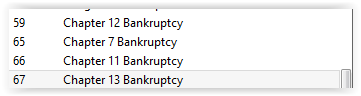 59 Chapter 12 Bankruptcy
65 Chapter 7 Bankruptcy
66 Chapter 11 Bankruptcy
67 Chapter 13 Bankruptcy